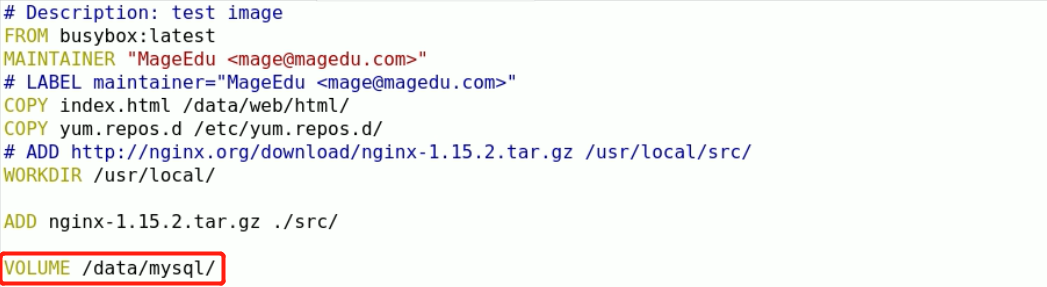 # Description: test image
FROM busybox:latest
MAINTAINER "MageEdu <mage@magedu.com>"
# LABEL maintainer="MageEdu <mage@magedu.com>"
COPY index.html /data/web/html/
COPY yum.repos.d /etc/yum.repos.d/
# ADD http://nginx.org/download/nginx-1.15.2.tar.gz /usr/local/src/
WORKDIR /usr/local/
ADD nginx-1.15.2.tar.gz ./src/
VOLUME /data/mysql/